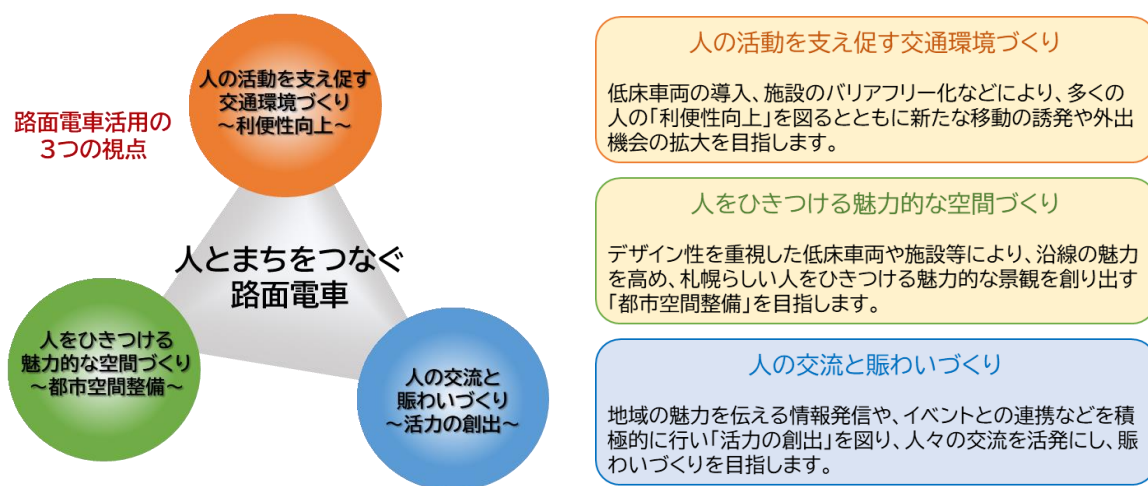 路面電車活用の
3つの視点
人の活動を支え促す
交通環境づくり
～利便性向上～
人とまちをつなぐ
路面電車
人をひきつける
魅力的な空間づくり
～都市空間整備～
人の交流と
賑わいづくり
～活力の創出～
人の活動を支え促す交通環境づくり
低床車両の導入、施設のバリアフリー化などにより、多くの
人の「利便性向上」を図るとともに新たな移動の誘発や外出
機会の拡大を目指します。
人をひきつける魅力的な空間づくり
デザイン性を重視した低床車両や施設等により、沿線の魅力
を高め、札幌らしい人をひきつける魅力的な景観を創り出す
「都市空間整備」を目指します。
人の交流と賑わいづくり
地域の魅力を伝える情報発信や、イベントとの連携などを積
極的に行い「活力の創出」を図り、人々の交流を活発にし、賑
わいづくりを目指します。